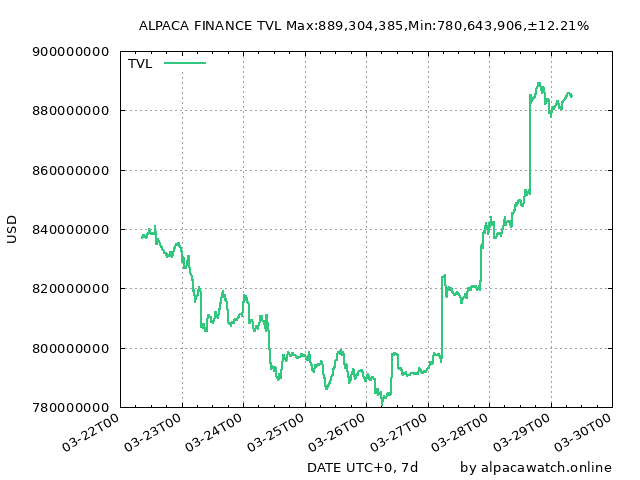 ALPACA FINANCE TVL Max:889,304,385,Min:780,643,906,±12.21%
900000000
TVL
880000000
860000000
840000000
USD
820000000
800000000
780000000
03-22T00
03-23T00
03-24T00
03-25T00
03-26T00
03-27T00
03-28T00
03-29T00
03-30T00
DATE UTC+0, 7d
by alpacawatch.online